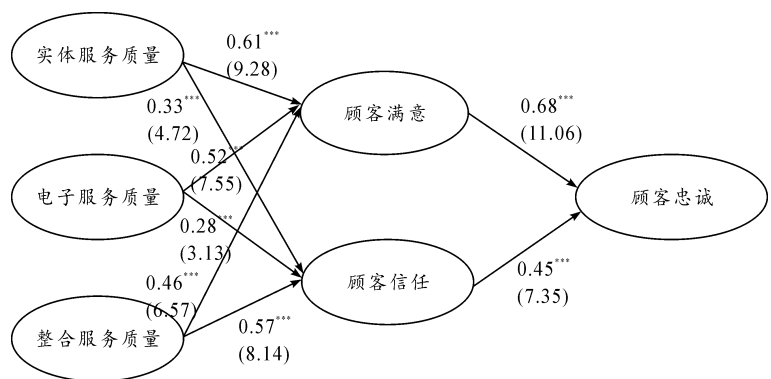 实体服务质量
0.61***
(9.28)
0.33***
(4.72)
顾客满意
0.68***
(11.06)
0.52***
(7.55)
电子服务质量
顾客忠诚
0.28***
(3.13)
0.46***
(6.57)
顾客信任
0.45***
(7.35)
整合服务质量
0.57***
(8.14)